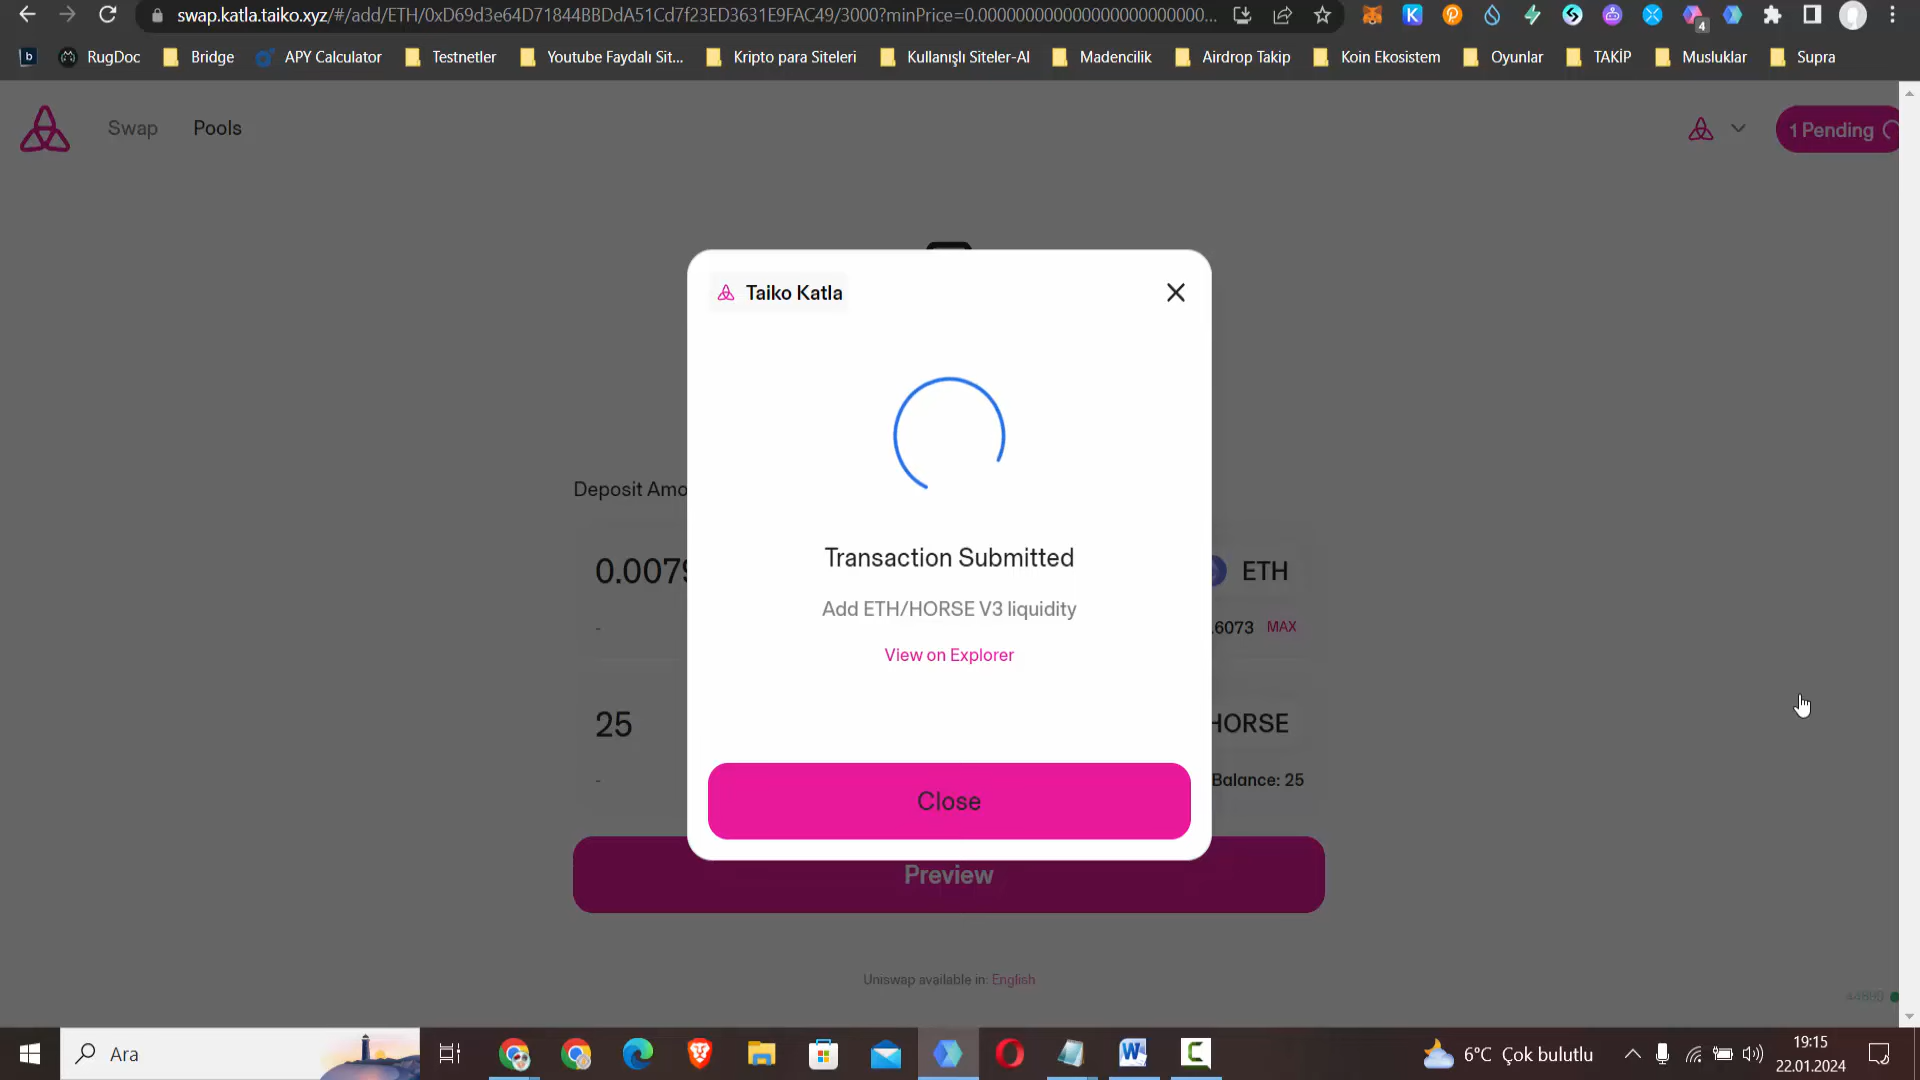 swap.katla.taiko.xyz/#/add/ETH/0xD69d3e64D71844BBDdA51Cd7f23ED3631E9FAC49/3000?minPrice=0.0000000000000000000000000...
4
RugDoc
Bridge
APY Calculator
Testnetler
Youtube Faydalı Sit...
Kripto para Siteleri
Kullanışlı Siteler-AI
Madencilik
Airdrop Takip
Koin Ekosistem
Oyunlar
TAKİP
Musluklar
Supra
Swap
Pools
1 Pending
Taiko Katla
Transaction Submitted
Add ETH/HORSE V3 liquidity
View on Explorer
Close
Deposit Amo
0.0079
ETH
-
.6073 MAX
25
HORSE
-
Balance: 25
Preview
Uniswap available in: English
Ara
6°C Çok bulutlu
19:15
22.01.2024